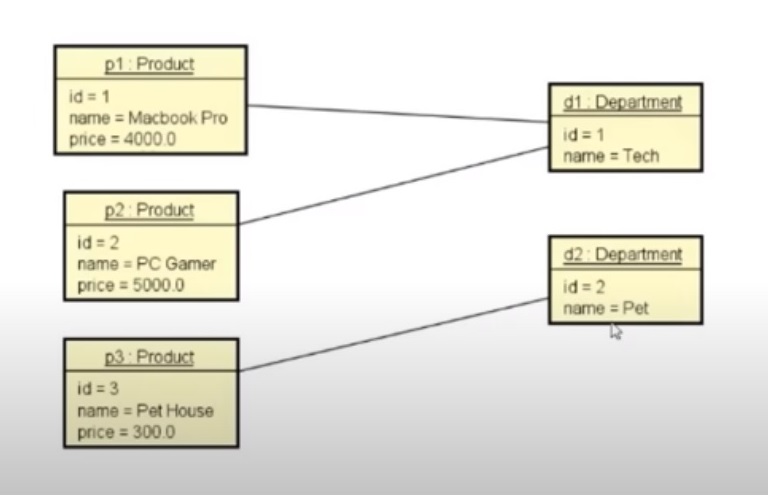 p1 : Product
id = 1
name = Macbook Pro
price = 4000.0
p2 : Product
id = 2
name = PC Gamer
price = 5000.0
p3 : Product
id = 3
name = Pet House
price = 300.0
d1 : Department
id = 1
name = Tech
d2 : Department
id = 2
name = Pet